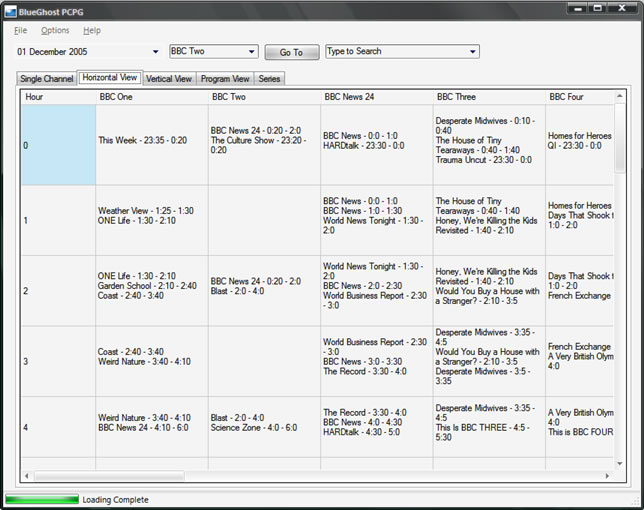 BlueGhost PCPG
File Options Help
01 December 2005 BBC Two Go To Type to Search
Single Channel Horizontal View Vertical View Program View Series
Hour BBC One BBC Two BBC News 24 BBC Three BBC Four
0
This Week - 23:35 - 0:20
BBC News 24 - 0:20 - 2:0
The Culture Show - 23:20 -
0:20
BBC News - 0:0 - 1:0
HARDtalk - 23:30 - 0:0
Desperate Midwives - 0:10 -
0:40
The House of Tiny
Tearaways - 0:40 - 1:40
Trauma Uncut - 23:30 - 0:0
Homes for Heroes
QI - 23:30 - 0:0
1
Weather View - 1:25 - 1:30
ONE Life - 1:30 - 2:10
BBC News - 0:0 - 1:0
BBC News - 1:0 - 1:30
World News Tonight - 1:30 -
2:0
The House of Tiny
Tearaways - 0:40 - 1:40
Honey, We're Killing the Kids
Revisited - 1:40 - 2:10
Homes for Heroes
Days That Shook t
1:0 - 2:0
2
ONE Life - 1:30 - 2:10
Garden School - 2:10 - 2:40
Coast - 2:40 - 3:40
BBC News 24 - 0:20 - 2:0
Blast - 2:0 - 4:0
World News Tonight - 1:30 -
2:0
BBC News - 2:0 - 2:30
World Business Report - 2:30
- 3:0
Honey, We're Killing the Kids
Revisited - 1:40 - 2:10
Would You Buy a House with
a Stranger? - 2:10 - 3:5
Days That Shook t
1:0 - 2:0
French Exchange
3
Coast - 2:40 - 3:40
Weird Nature - 3:40 - 4:10
World Business Report - 2:30
- 3:0
BBC News - 3:0 - 3:30
The Record - 3:30 - 4:0
Desperate Midwives - 3:35 -
4:5
Would You Buy a House with
a Stranger? - 2:10 - 3:5
Desperate Midwives - 3:5 -
3:35
French Exchange
A Very British Olym
4:0
4
Weird Nature - 3:40 - 4:10
BBC News 24 - 4:10 - 6:0
Blast - 2:0 - 4:0
Science Zone - 4:0 - 6:0
The Record - 3:30 - 4:0
BBC News - 4:0 - 4:30
HARDtalk - 4:30 - 5:0
Desperate Midwives - 3:35 -
4:5
This Is BBC THREE - 4:5 -
5:30
A Very British Olym
4:0
This is BBC FOUR
Loading Complete